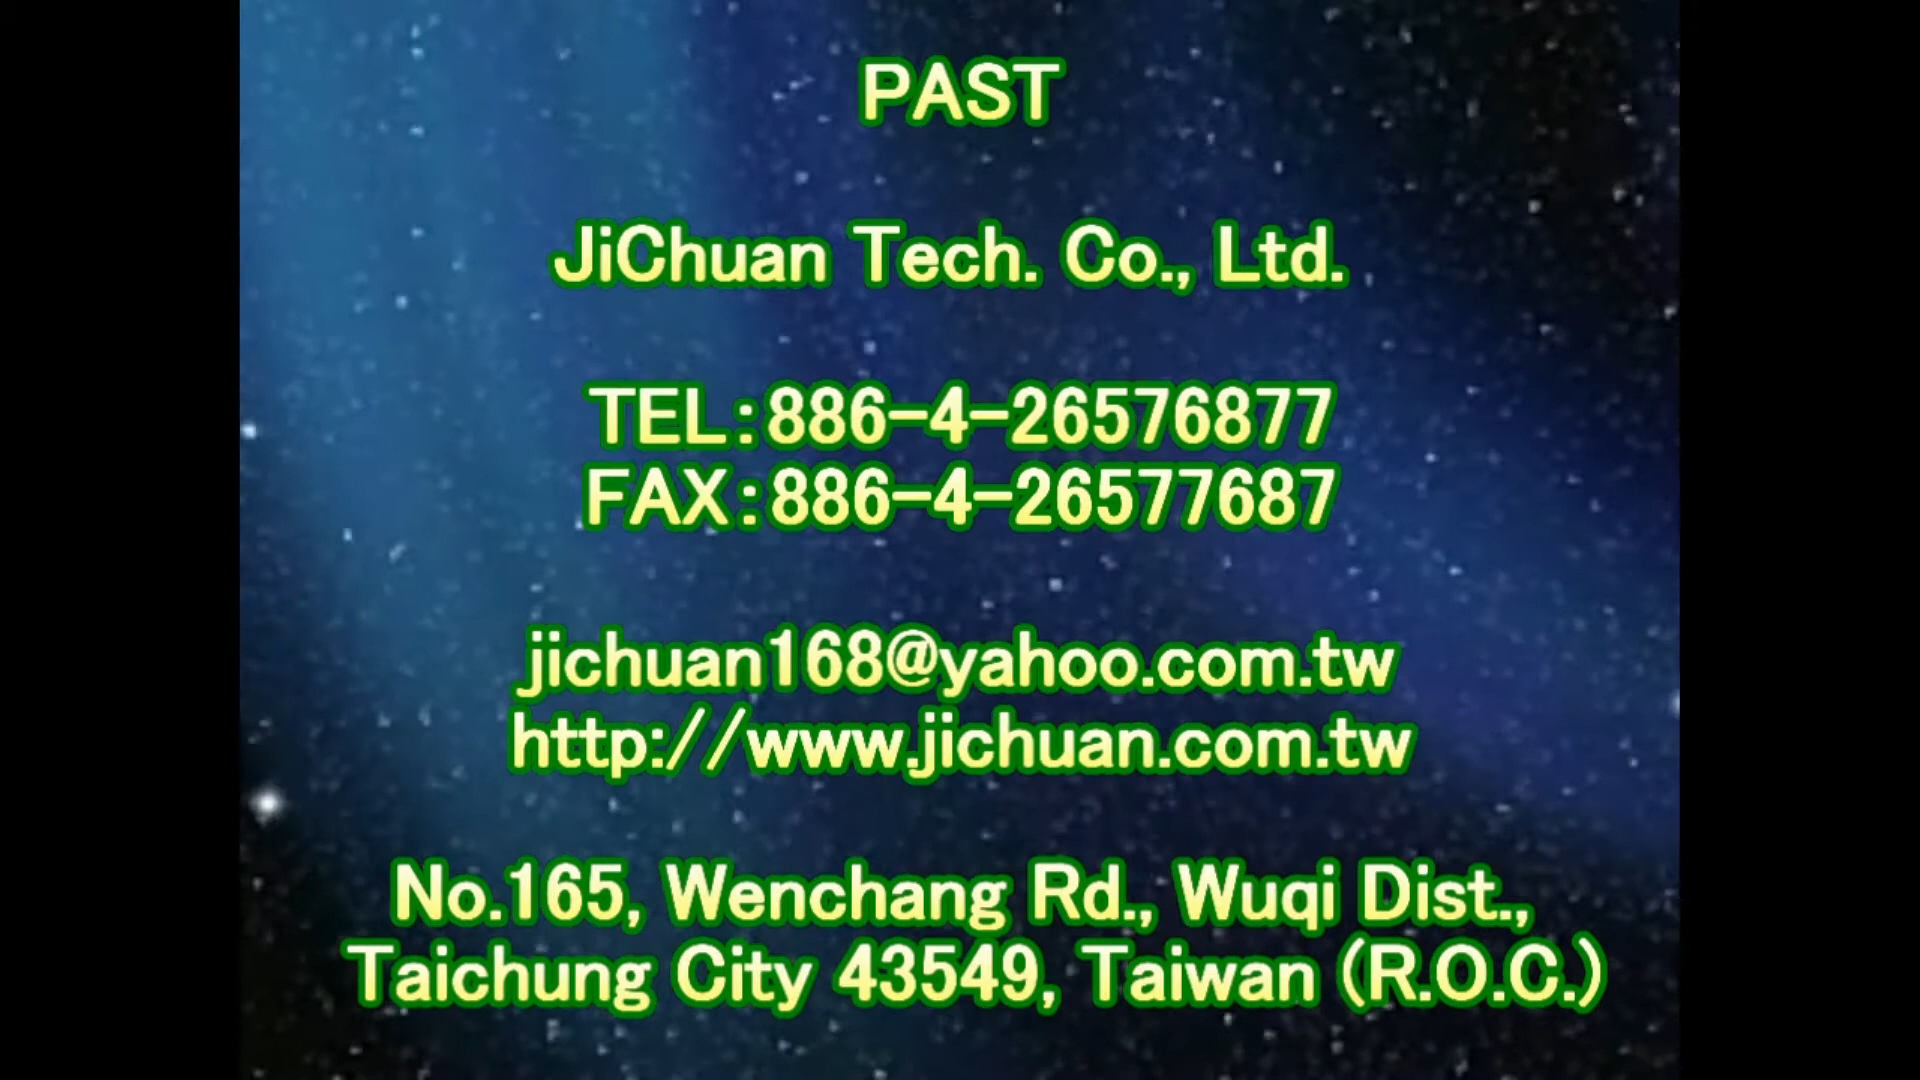 PAST
JiChuan Tech. Co., Ltd.
TEL:886-4-26576877
FAX:886-4-26577687
jichuan168@yahoo.com.tw
http://www.jichuan.com.tw
No.165, Wenchang Rd., Wuqi Dist.,
Taichung City 43549, Taiwan (R.O.C.)